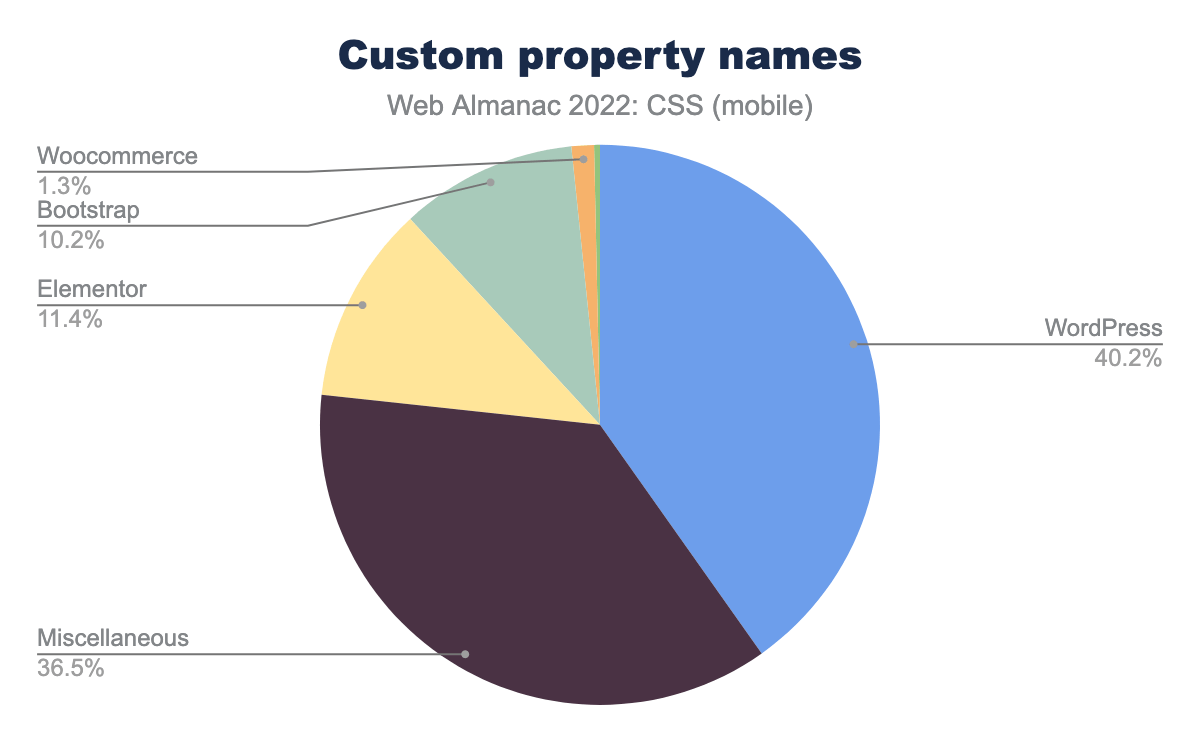 Custom property names
Web Almanac 2022: CSS (mobile)
Woocommerce
1.3%
Bootstrap
10.2%
Elementor
11.4%
WordPress
40.2%
Miscellaneous
36.5%